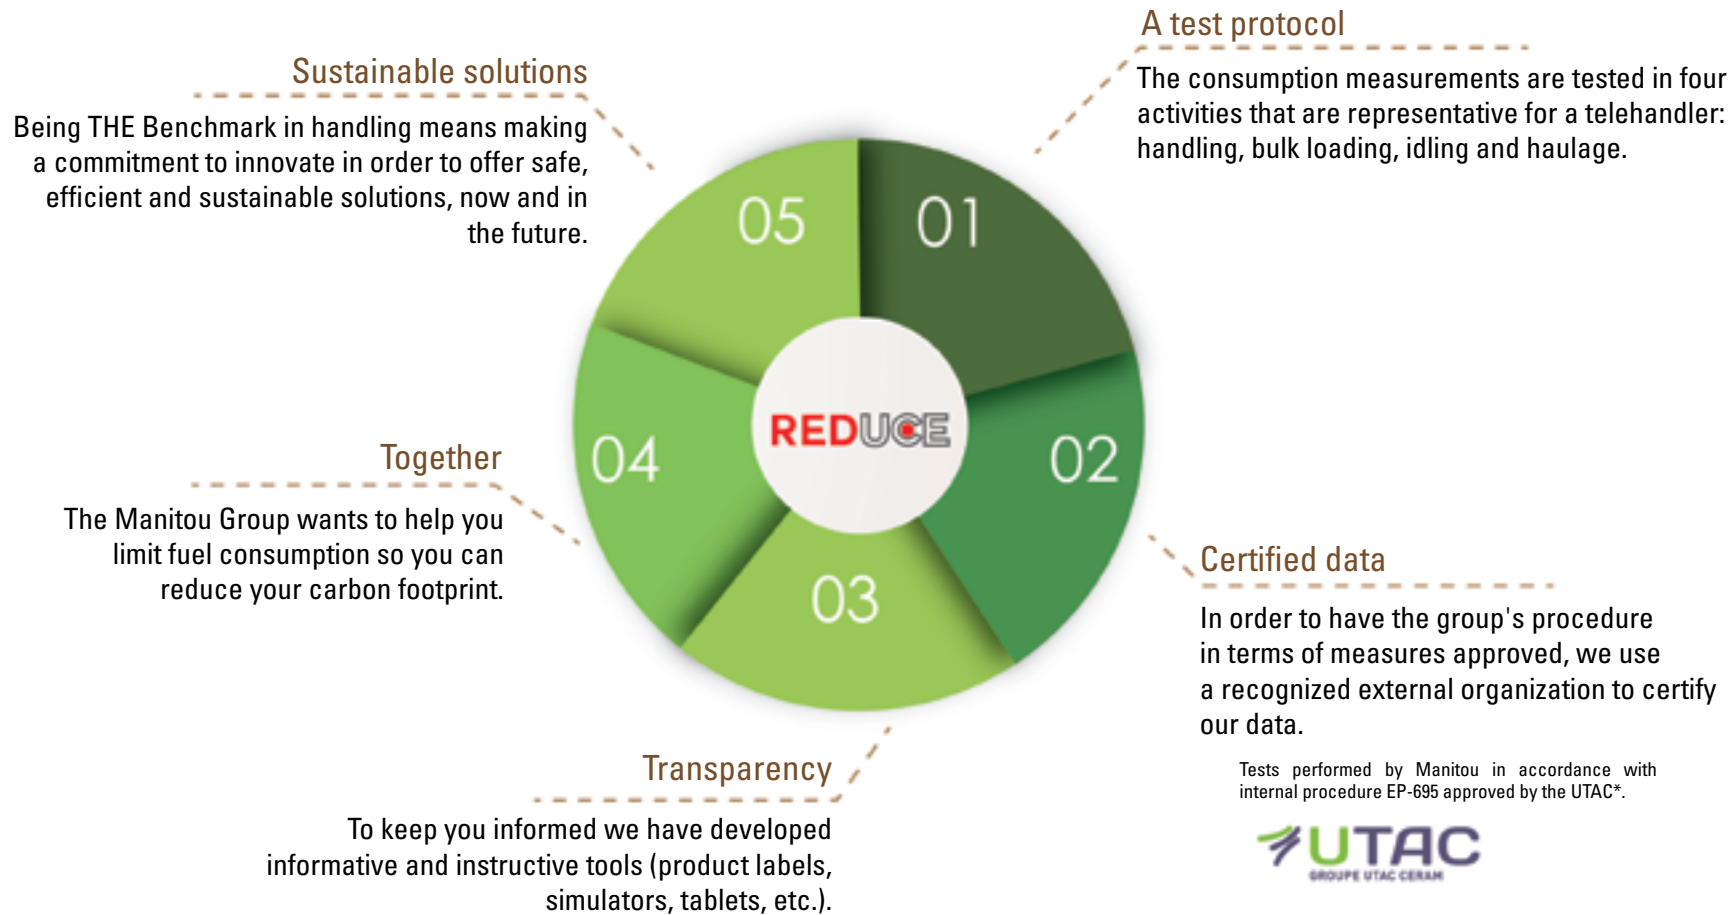 A test protocol
The consumption measurements are tested in four
activities that are representative for a telehandler:
handling, bulk loading, idling and haulage.
Sustainable solutions
Being THE Benchmark in handling means making
a commitment to innovate in order to offer safe,
efficient and sustainable solutions, now and in
the future.
05
01
REDUCE
04
02
03
Together
The Manitou Group wants to help you
limit fuel consumption so you can
reduce your carbon footprint.
Certified data
In order to have the group's procedure
in terms of measures approved, we use
a recognized external organization to certify
our data.
Tests performed by Manitou in accordance with
internal procedure EP-695 approved by the UTAC*.
UTAC
GROUPE UTAC CERAM
Transparency
To keep you informed we have developed
informative and instructive tools (product labels,
simulators, tablets, etc.).